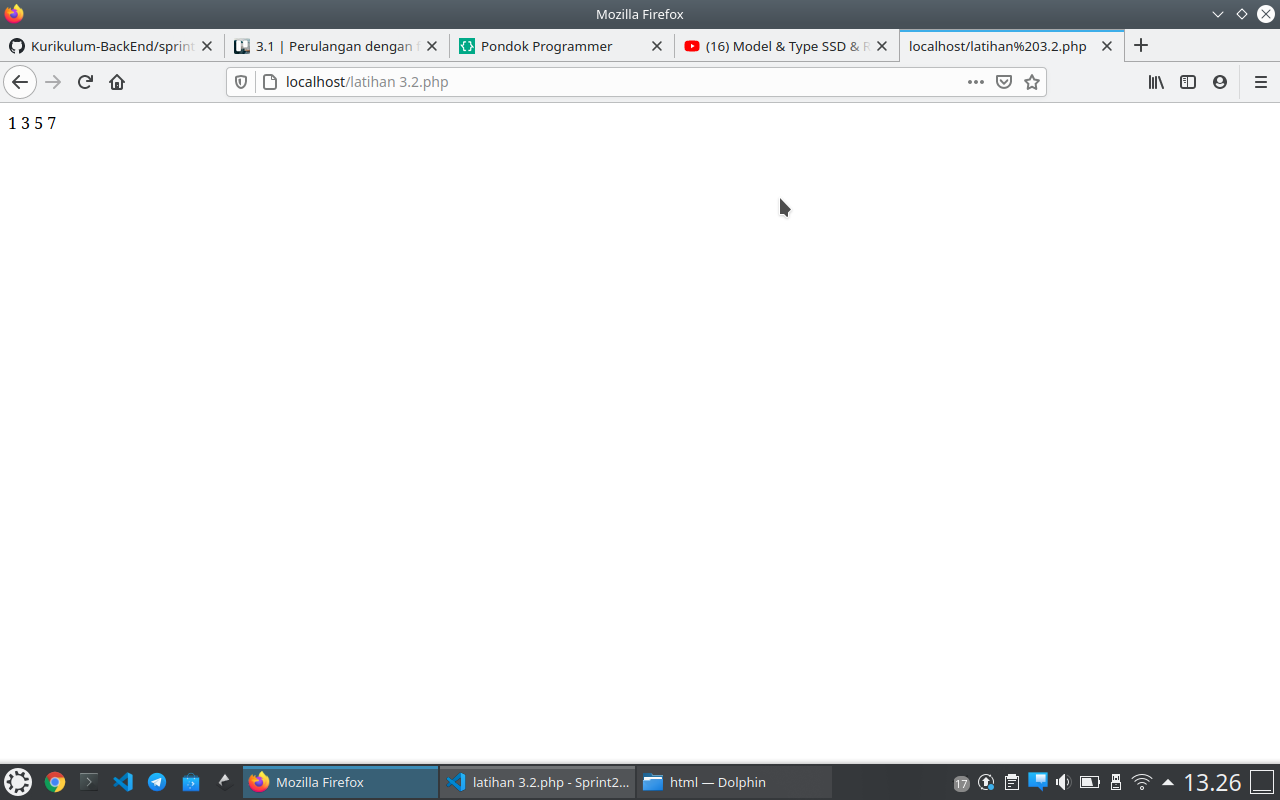 Mozilla Firefox
Kurikulum-BackEnd/sprint
3.1 | Perulangan dengan f
Pondok Programmer
(16) Model & Type SSD & R
localhost/latihan%203.2.php
localhost/latihan 3.2.php
1 3 5 7
Mozilla Firefox
latihan 3.2.php - Sprint2...
html — Dolphin
17
13.26